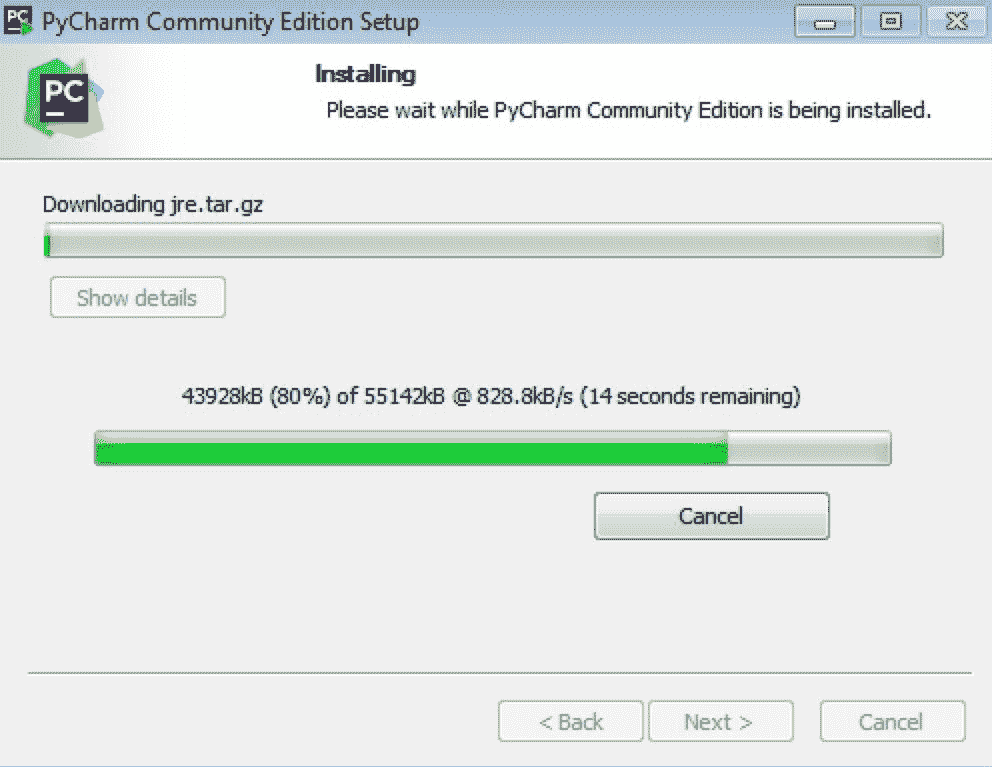 PC PyCharm Community Edition Setup
PC
Installing
Please wait while PyCharm Community Edition is being installed.
Downloading jre.tar.gz
Show details
43928kB (80%) of 55142kB @ 828.8kB/s (14 seconds remaining)
Cancel
< Back Next > Cancel